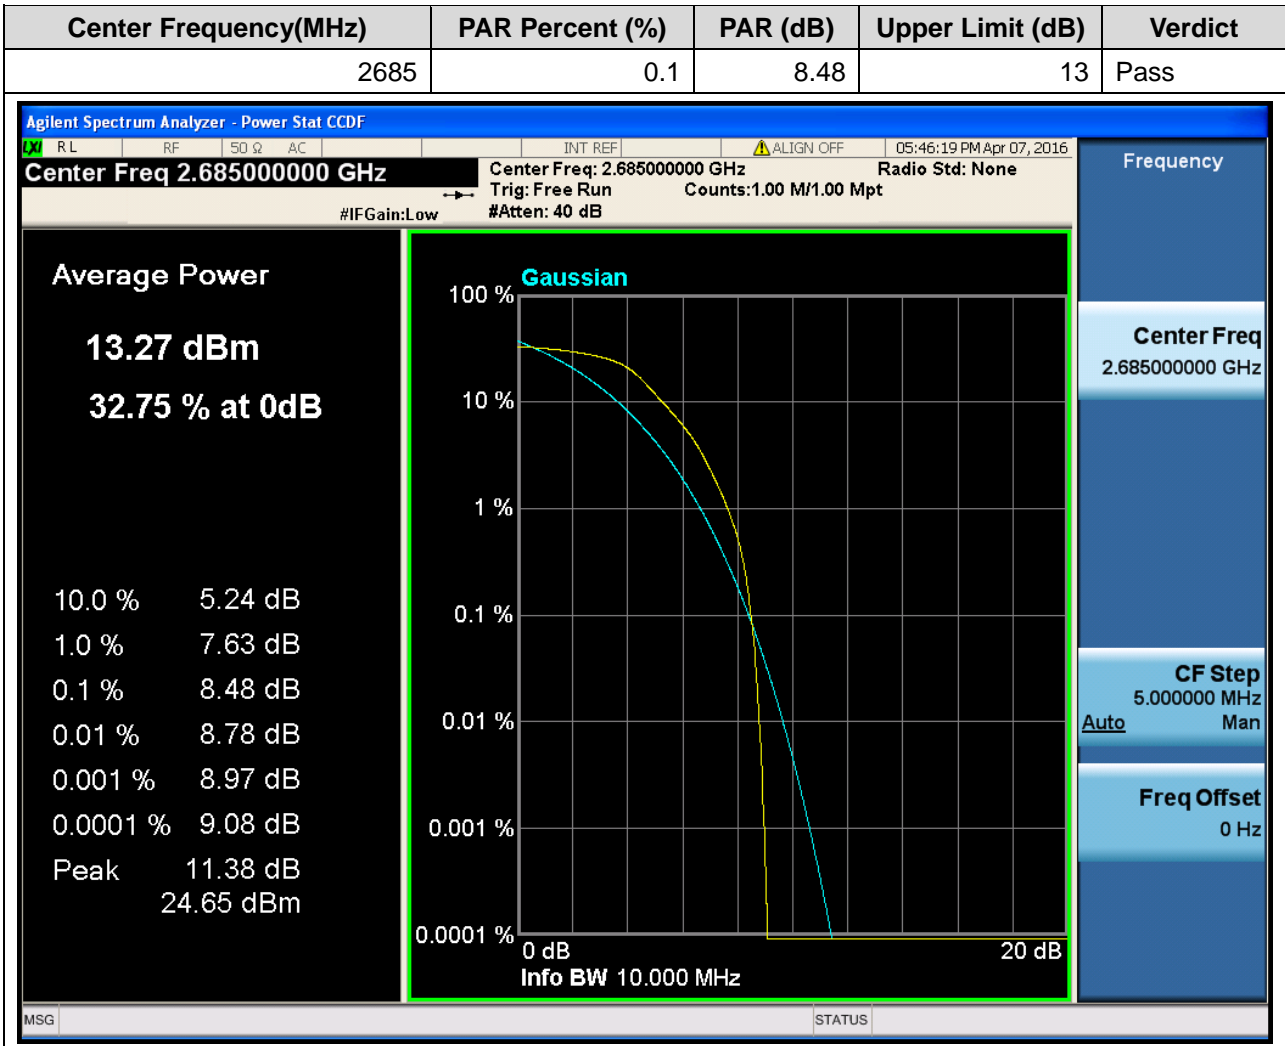 Center Frequency(MHz) PAR Percent (%) PAR (dB) Upper Limit (dB) Verdict
2685 0.1 8.48 13 Pass
Agilent Spectrum Analyzer - Power Stat CCDF
LXI RL RF 50 Ω AC INT REF ALIGN OFF 05:46:19 PM Apr 07, 2016
Center Freq 2.685000000 GHz
#IFGain:Low
Center Freq: 2.685000000 GHz Radio Std: None
Trig: Free Run Counts:1.00 M/1.00 Mpt
#Atten: 40 dB
Average Power
13.27 dBm
32.75 % at 0dB
10.0 % 5.24 dB
1.0 % 7.63 dB
0.1 % 8.48 dB
0.01 % 8.78 dB
0.001 % 8.97 dB
0.0001 % 9.08 dB
Peak 11.38 dB
24.65 dBm
Gaussian
100 %
10 %
1 %
0.1 %
0.01 %
0.001 %
0.0001 %
0 dB 20 dB
Info BW 10.000 MHz
Frequency
Center Freq
2.685000000 GHz
CF Step
5.000000 MHz
Auto Man
Freq Offset
0 Hz
MSG STATUS